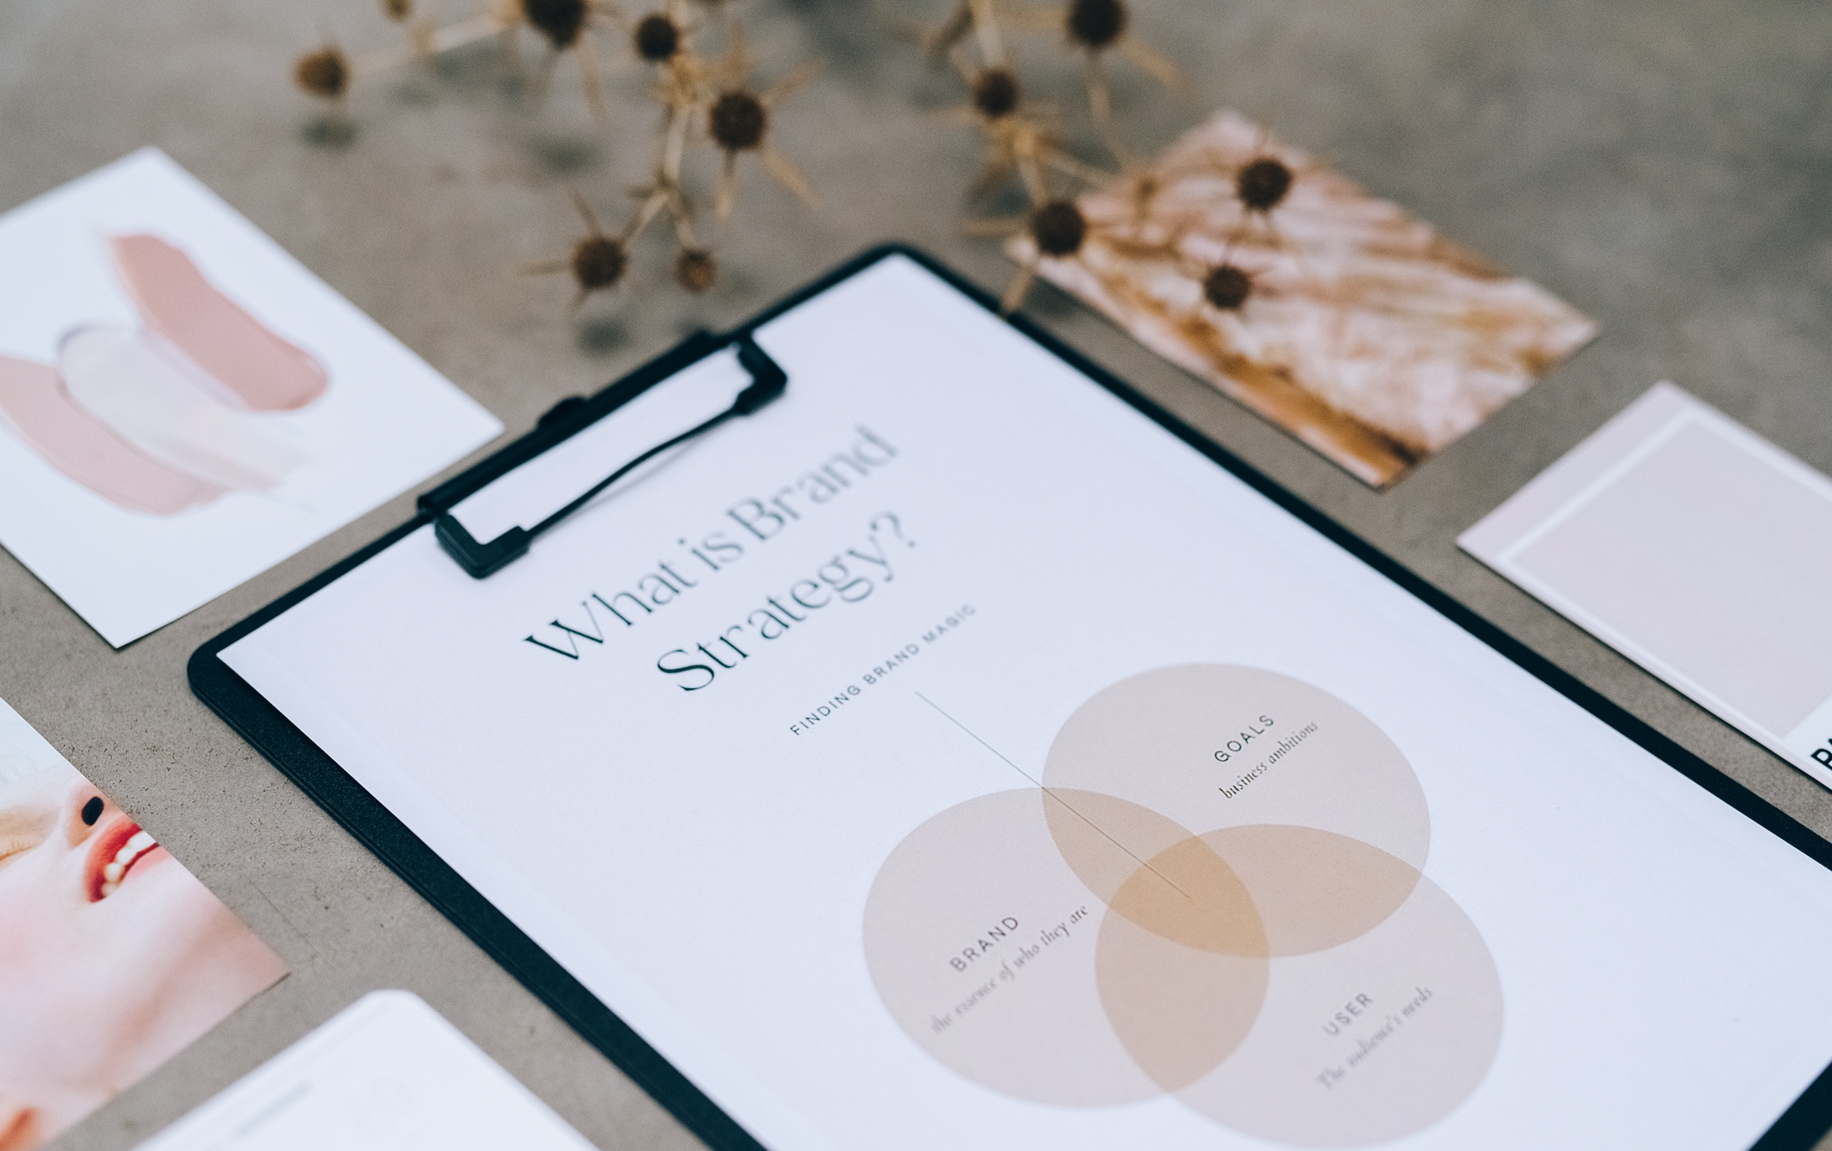 What is Brand
Strategy?
FINDING BRAND MAGIC
GOALS
business ambitions
BRAND
the essence of who they are
USER
The audience's needs